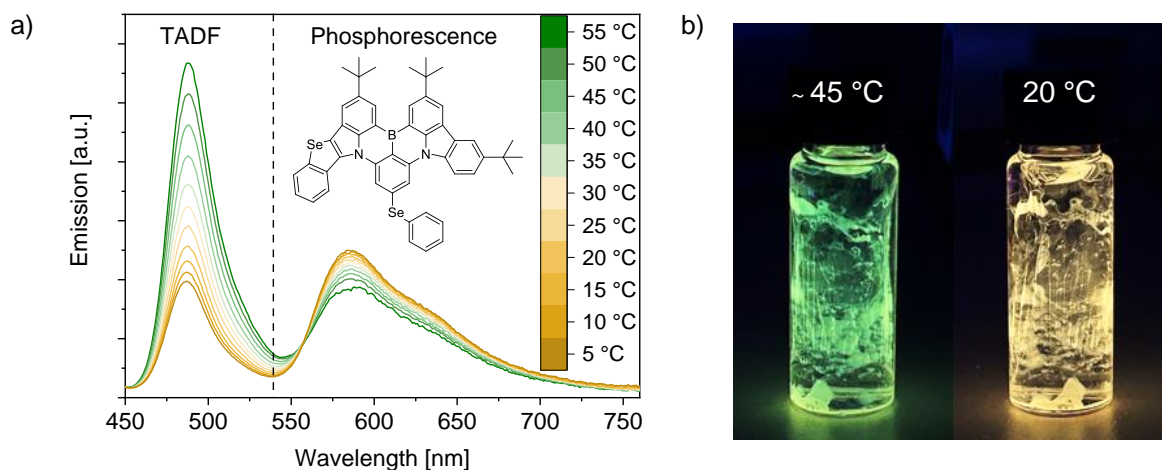 a)
TADF
Phosphorescence
Se
B
N
N
Se
55 °C
50 °C
45 °C
40 °C
35 °C
30 °C
25 °C
20 °C
15 °C
10 °C
5 °C
Emission [a.u.]
450 500 550 600 650 700 750
Wavelength [nm]
b)
~ 45 °C
20 °C